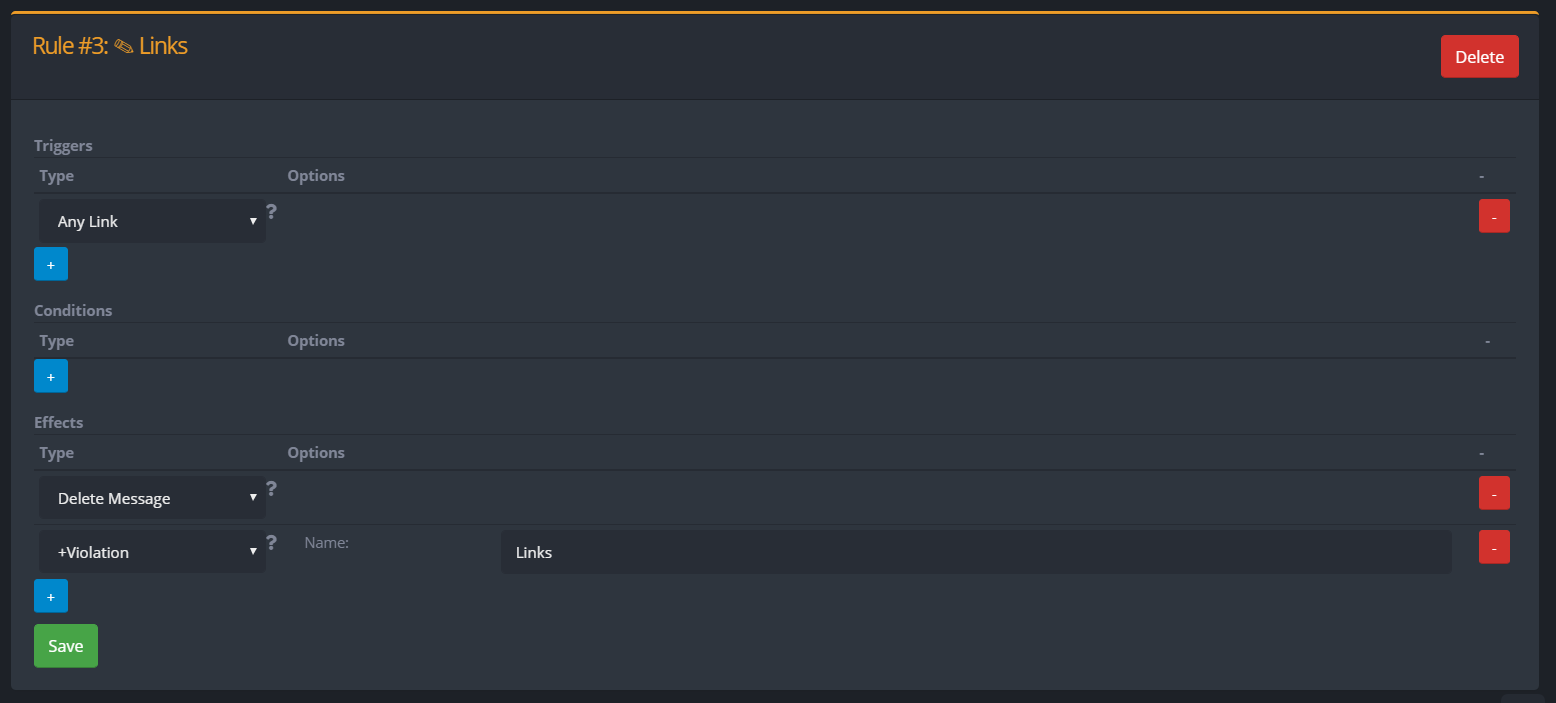 Rule #3: ✎ Links
Delete
Triggers
Type Options -
Any Link ▼ ? -
+
Conditions
Type Options -
+
Effects
Type Options -
Delete Message ▼ ? -
+Violation ▼ ? Name: Links -
+
Save